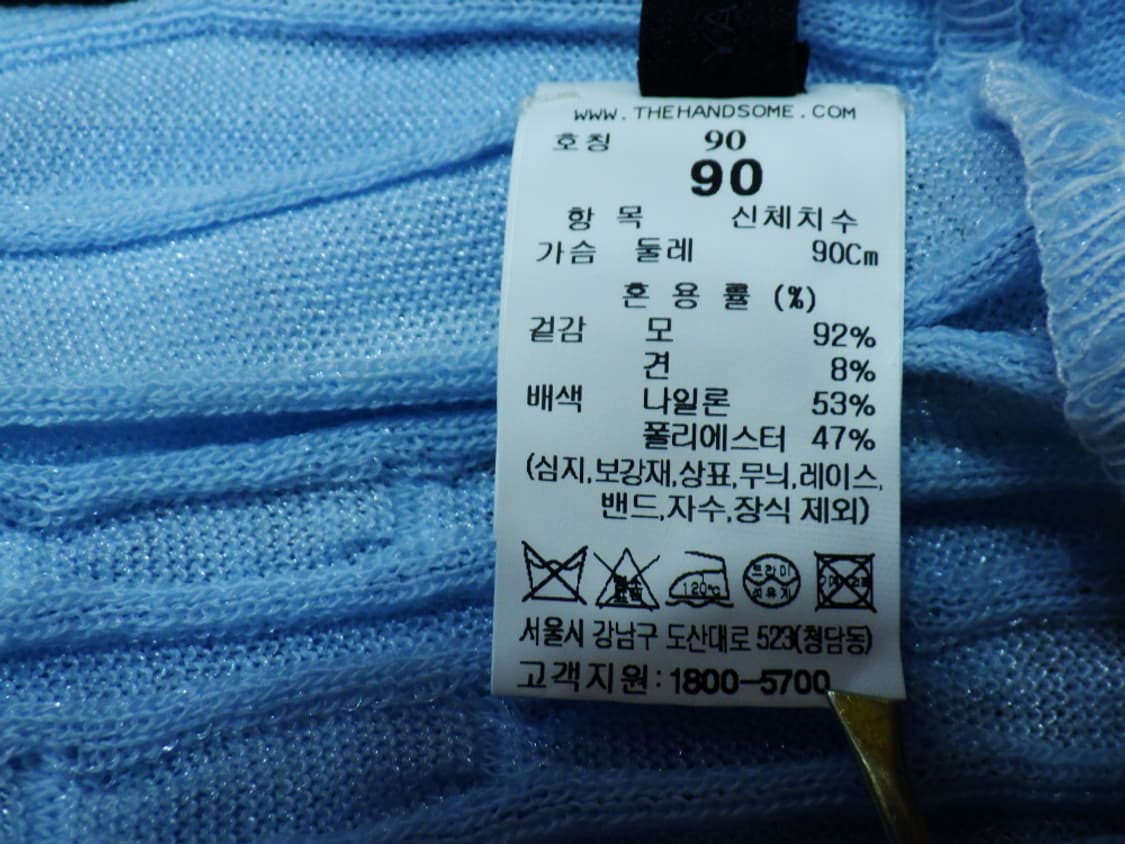 WWW.THEHANDSOME.COM
호칭 90
90
항 목 신체치수
가슴 둘레 90Cm
혼 용 률 (%)
겉감 모 92%
견 8%
배색 나일론 53%
폴리에스터 47%
(심지,보강재,상표,무늬,레이스,
밴드,자수,장식 제외)
120℃ 드라이
서울시 강남구 도산대로 523(청담동)
고객지원:1800-5700